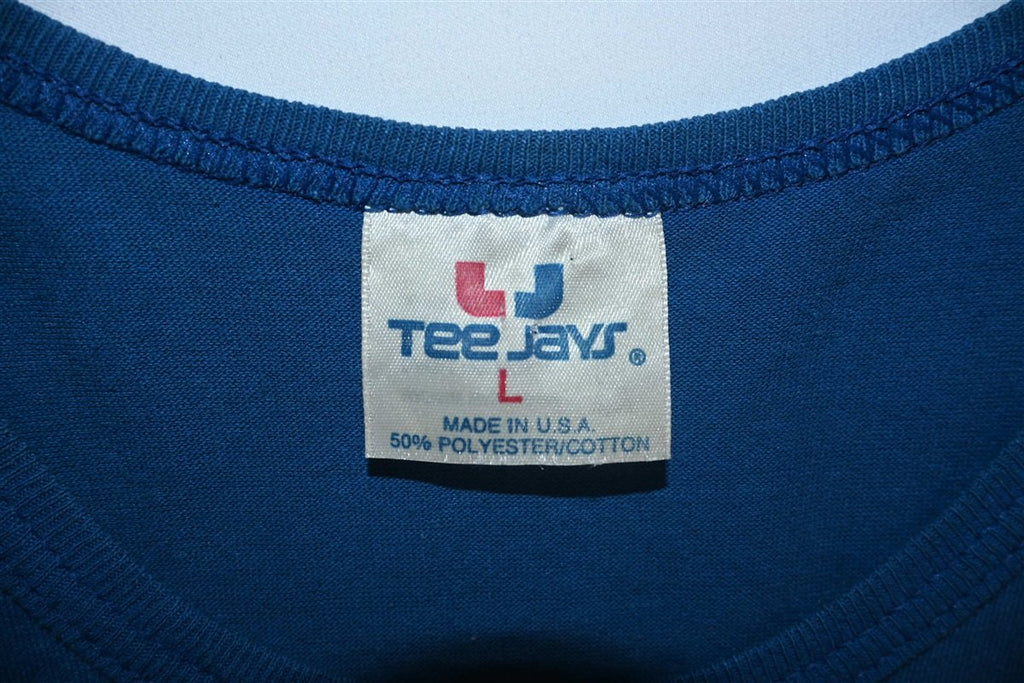 Tee Jays ®
L
MADE IN U.S.A.
50% POLYESTER/COTTON